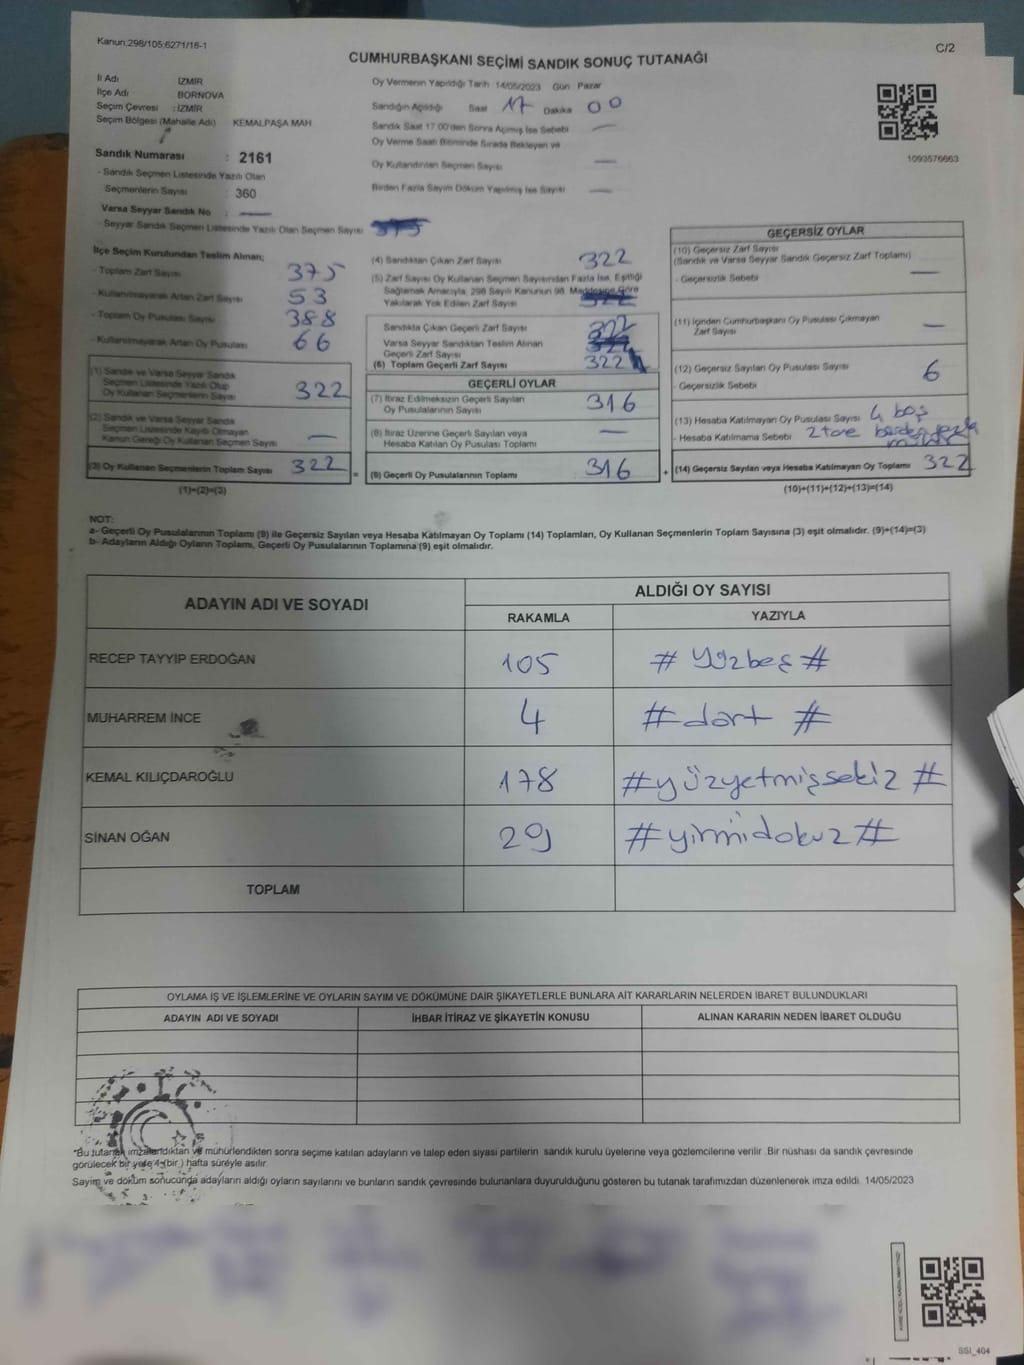 Kanun;298/105;6271/16-1
C/2
CUMHURBAŞKANI SEÇİMİ SANDIK SONUÇ TUTANAĞI
İl Adı İZMİR
İlçe Adı BORNOVA
Seçim Çevresi : İZMİR
Seçim Bölgesi (Mahalle Adı) KEMALPAŞA MAH
Sandık Numarası : 2161
- Sandık Seçmen Listesinde Yazılı Olan
Seçmenlerin Sayısı : 360
Varsa Seyyar Sandık No : —
- Seyyar Sandık Seçmen Listesinde Yazılı Olan Seçmen Sayısı
Oy Vermenin Yapıldığı Tarih 14/05/2023 Gün Pazar
Sandığın Açıldığı Saat 17 Dakika 00
Sandık Saat 17.00'den Sonra Açılmış İse Sebebi —
Oy Verme Saati Bitiminde Sırada Bekleyen ve
Oy Kullandırılan Seçmen Sayısı —
Birden Fazla Sayım Döküm Yapılmış İse Sayısı —
1093576663
İlçe Seçim Kurulundan Teslim Alınan;
- Toplam Zarf Sayısı 375
- Kullanılmayarak Artan Zarf Sayısı 53
- Toplam Oy Pusulası Sayısı 388
- Kullanılmayarak Artan Oy Pusulası 66
(1) Sandık ve Varsa Seyyar Sandık
Seçmen Listesinde Yazılı Olup
Oy Kullanan Seçmenlerin Sayısı 322
(2) Sandık ve Varsa Seyyar Sandık
Seçmen Listesinde Kayıtlı Olmayan
Kanun Gereği Oy Kullanan Seçmen Sayısı —
(3) Oy Kullanan Seçmenlerin Toplam Sayısı 322
(1)+(2)=(3)
(4) Sandıktan Çıkan Zarf Sayısı 322
(5) Zarf Sayısı Oy Kullanan Seçmen Sayısından Fazla İse, Eşitliği
Sağlamak Amacıyla, 298 Sayılı Kanunun 98. Maddesine Göre
Yakılarak Yok Edilen Zarf Sayısı
Sandıkta Çıkan Geçerli Zarf Sayısı 322
Varsa Seyyar Sandıktan Teslim Alınan
Geçerli Zarf Sayısı
(6) Toplam Geçerli Zarf Sayısı 322
GEÇERLİ OYLAR
(7) İtiraz Edilmeksizin Geçerli Sayılan
Oy Pusulalarının Sayısı 316
(8) İtiraz Üzerine Geçerli Sayılan veya
Hesaba Katılan Oy Pusulaları Toplamı —
= (9) Geçerli Oy Pusulalarının Toplamı 316
GEÇERSİZ OYLAR
(10) Geçersiz Zarf Sayısı
(Sandık ve Varsa Seyyar Sandık Geçersiz Zarf Toplamı)
- Geçersizlik Sebebi —
(11) İçinden Cumhurbaşkanı Oy Pusulası Çıkmayan
Zarf Sayısı —
(12) Geçersiz Sayılan Oy Pusulası Sayısı 6
- Geçersizlik Sebebi
(13) Hesaba Katılmayan Oy Pusulası Sayısı 4 boş
- Hesaba Katılmama Sebebi 2 tane birden fazla
+ (14) Geçersiz Sayılan veya Hesaba Katılmayan Oy Toplamı 322
(10)+(11)+(12)+(13)=(14)
NOT:
a- Geçerli Oy Pusulalarının Toplamı (9) ile Geçersiz Sayılan veya Hesaba Katılmayan Oy Toplamı (14) Toplamları, Oy Kullanan Seçmenlerin Toplam Sayısına (3) eşit olmalıdır. (9)+(14)=(3)
b- Adayların Aldığı Oyların Toplamı, Geçerli Oy Pusulalarının Toplamına (9) eşit olmalıdır.
ADAYIN ADI VE SOYADI
ALDIĞI OY SAYISI
RAKAMLA YAZIYLA
RECEP TAYYİP ERDOĞAN 105 # Yüzbeş #
MUHARREM İNCE 4 # dört #
KEMAL KILIÇDAROĞLU 178 #yüzyetmişsekiz #
SİNAN OĞAN 29 #yirmidokuz #
TOPLAM
OYLAMA İŞ VE İŞLEMLERİNE VE OYLARIN SAYIM VE DÖKÜMÜNE DAİR ŞİKAYETLERLE BUNLARA AİT KARARLARIN NELERDEN İBARET BULUNDUKLARI
ADAYIN ADI VE SOYADI İHBAR İTİRAZ VE ŞİKAYETİN KONUSU ALINAN KARARIN NEDEN İBARET OLDUĞU
*Bu tutanak imzalandıktan ve mühürlendikten sonra seçime katılan adayların ve talep eden siyasi partilerin sandık kurulu üyelerine veya gözlemcilerine verilir. Bir nüshası da sandık çevresinde
görülecek bir yere 1 (bir ) hafta süreyle asılır.
Sayım ve döküm sonucunda adayların aldığı oyların sayılarını ve bunların sandık çevresinde bulunanlara duyurulduğunu gösteren bu tutanak tarafımızdan düzenlenerek imza edildi. 14/05/2023
SSI_404